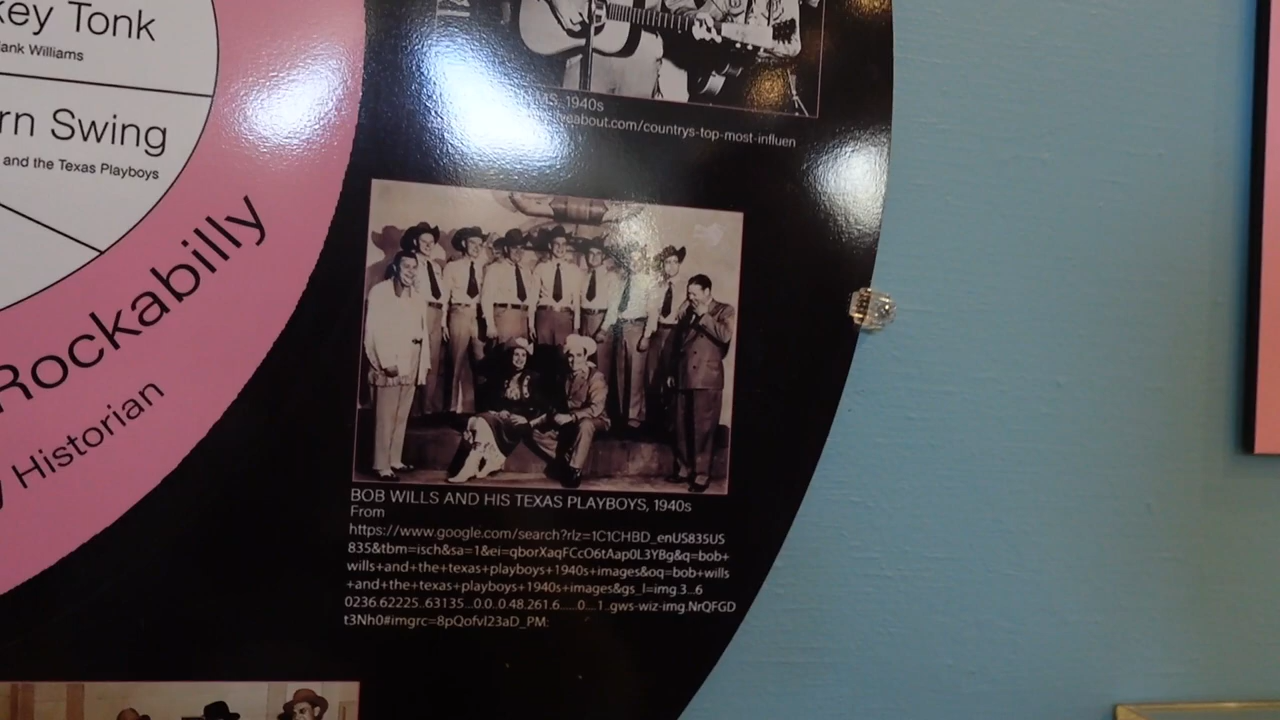 key Tonk
ank Williams
rn Swing
and the Texas Playboys
Rockabilly
Historian
MS, 1940s
veabout.com/countrys-top-most-influen
BOB WILLS AND HIS TEXAS PLAYBOYS, 1940s
From
https://www.google.com/search?rlz=1C1CHBD_enUS835US
835&tbm=isch&sa=1&ei=qborXaqFCcO6tAap0L3YBg&q=bob+
wills+and+the+texas+playboys+1940s+images&oq=bob+wills
+and+the+texas+playboys+1940s+images&gs_l=img.3...6
0236.62225..63135...0.0..0.48.261.6......0....1..gws-wiz-img.NrQFGD
t3Nh0#imgrc=8pQofvl23aD_PM: